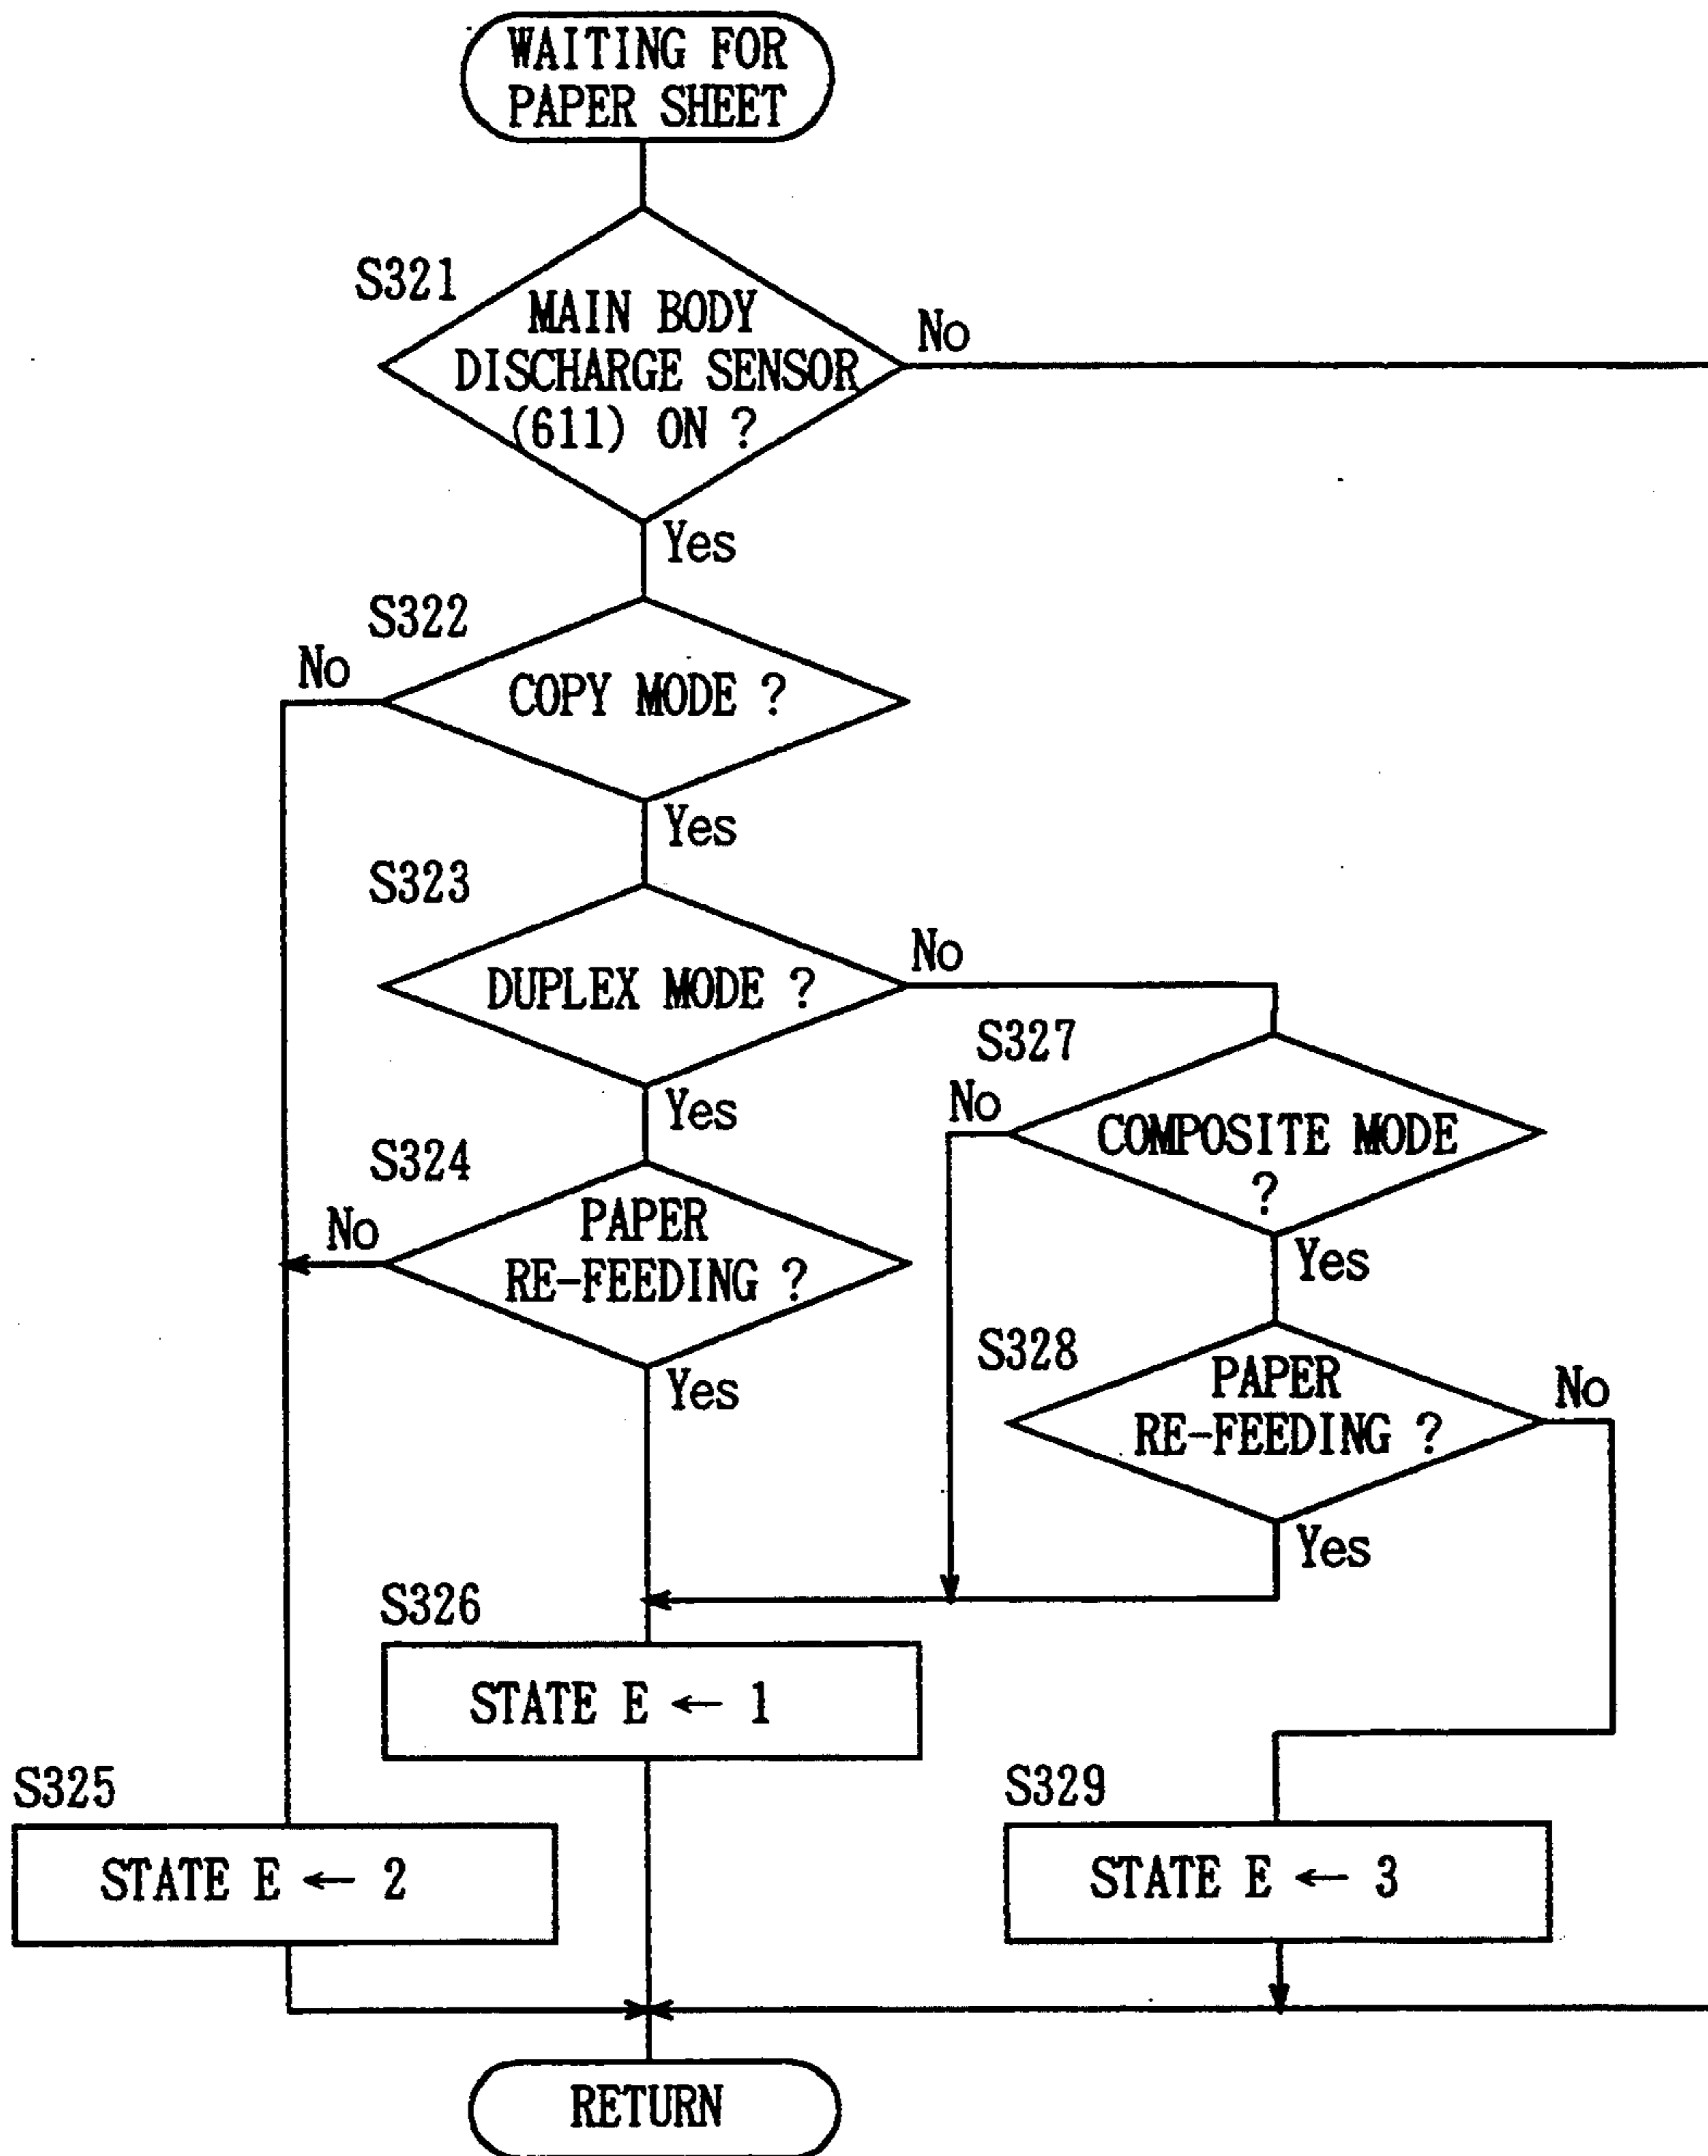 WAITING FOR
PAPER SHEET
S321
MAIN BODY
DISCHARGE SENSOR
(611) ON ?
No
Yes
S322
No
COPY MODE ?
Yes
S323
DUPLEX MODE ?
No
Yes
S327
No
COMPOSITE MODE
?
Yes
S324
No
PAPER
RE-FEEDING ?
Yes
S328
PAPER
RE-FEEDING ?
No
Yes
S326
STATE E ← 1
S325
STATE E ← 2
S329
STATE E ← 3
RETURN